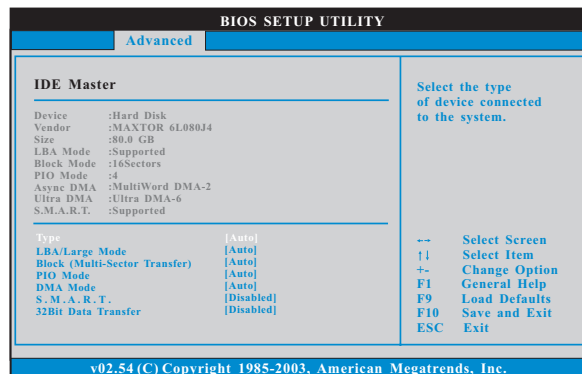 BIOS SETUP UTILITY
Advanced
IDE Master
Device :Hard Disk
Vendor :MAXTOR 6L080J4
Size :80.0 GB
LBA Mode :Supported
Block Mode :16Sectors
PIO Mode :4
Async DMA :MultiWord DMA-2
Ultra DMA :Ultra DMA-6
S.M.A.R.T. :Supported
Type [Auto]
LBA/Large Mode [Auto]
Block (Multi-Sector Transfer) [Auto]
PIO Mode [Auto]
DMA Mode [Auto]
S.M.A.R.T. [Disabled]
32Bit Data Transfer [Disabled]
Select the type
of device connected
to the system.
←→ Select Screen
↑↓ Select Item
+- Change Option
F1 General Help
F9 Load Defaults
F10 Save and Exit
ESC Exit
v02.54 (C) Copyright 1985-2003, American Megatrends, Inc.